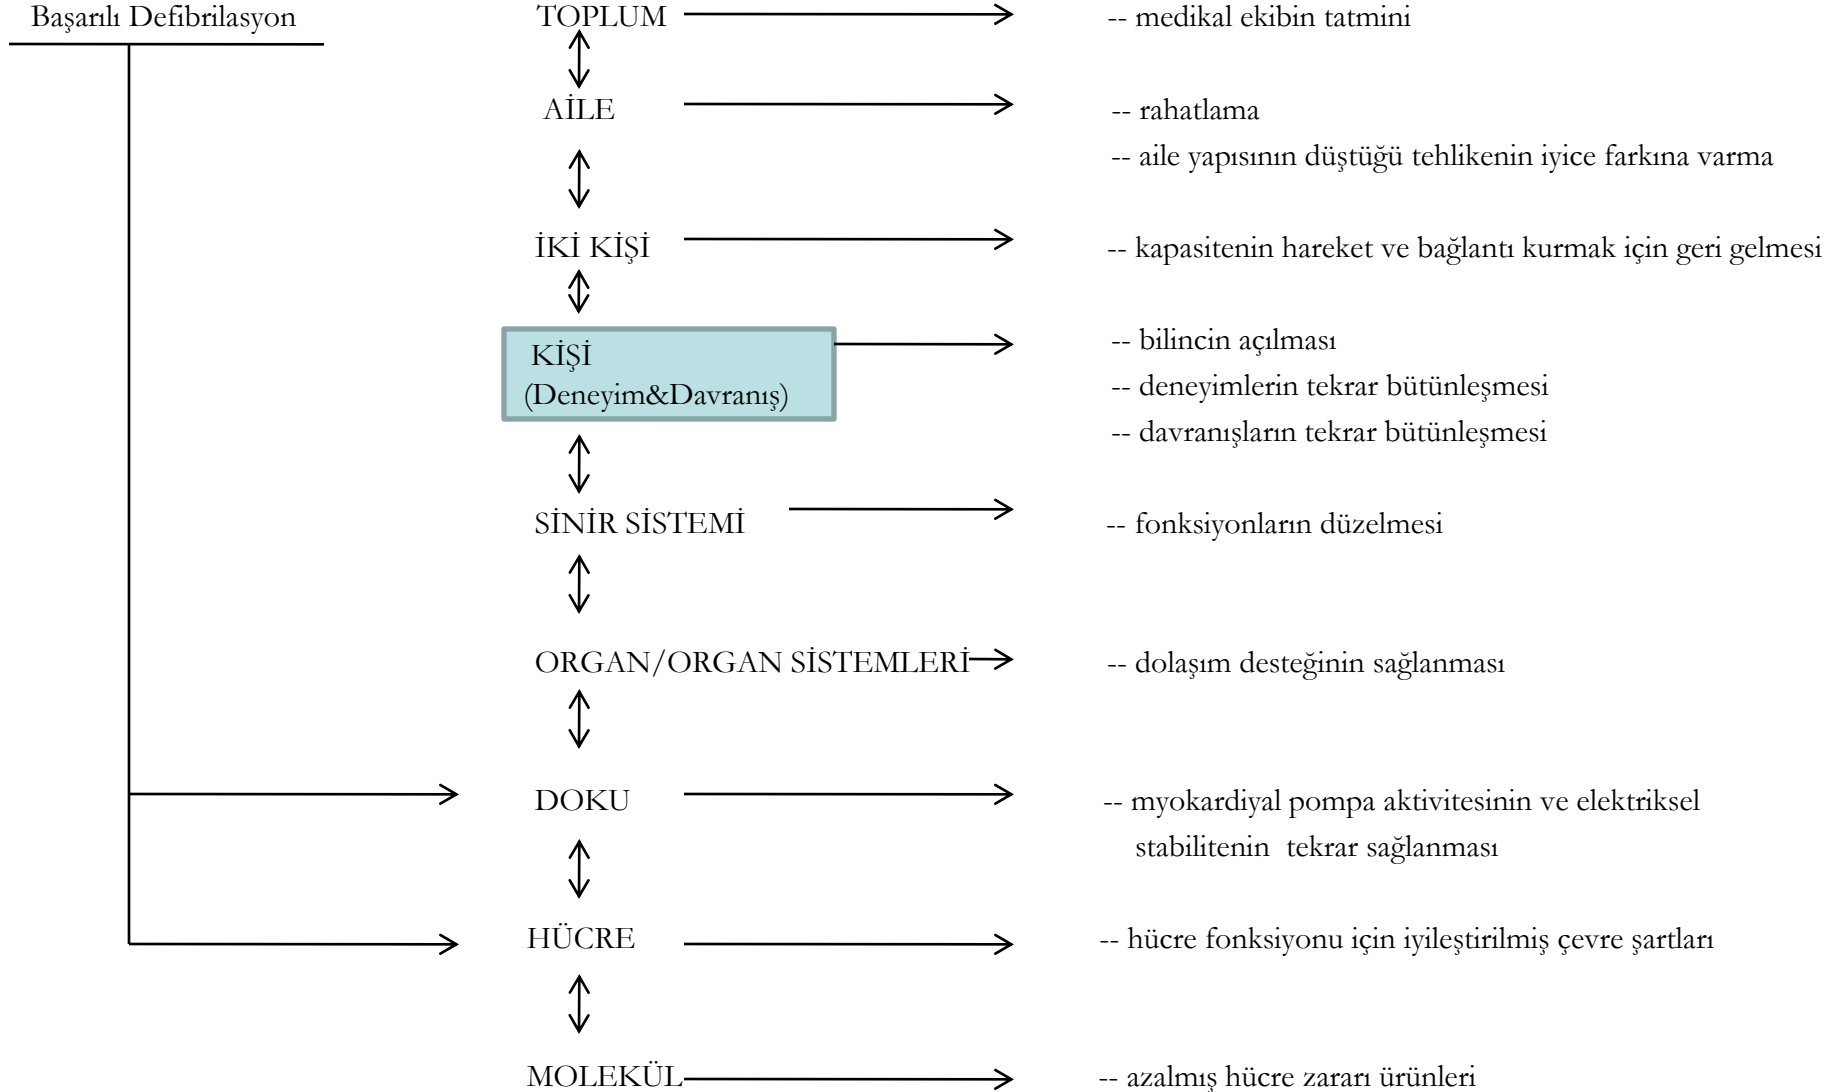 Başarılı Defibrilasyon
TOPLUM
-- medikal ekibin tatmini
AİLE
-- rahatlama
-- aile yapısının düştüğü tehlikenin iyice farkına varma
İKİ KİŞİ
-- kapasitenin hareket ve bağlantı kurmak için geri gelmesi
KİŞİ
(Deneyim&Davranış)
-- bilincin açılması
-- deneyimlerin tekrar bütünleşmesi
-- davranışların tekrar bütünleşmesi
SİNİR SİSTEMİ
-- fonksiyonların düzelmesi
ORGAN/ORGAN SİSTEMLERİ
-- dolaşım desteğinin sağlanması
DOKU
-- myokardiyal pompa aktivitesinin ve elektriksel
stabilitenin tekrar sağlanması
HÜCRE
-- hücre fonksiyonu için iyileştirilmiş çevre şartları
MOLEKÜL
-- azalmış hücre zararı ürünleri